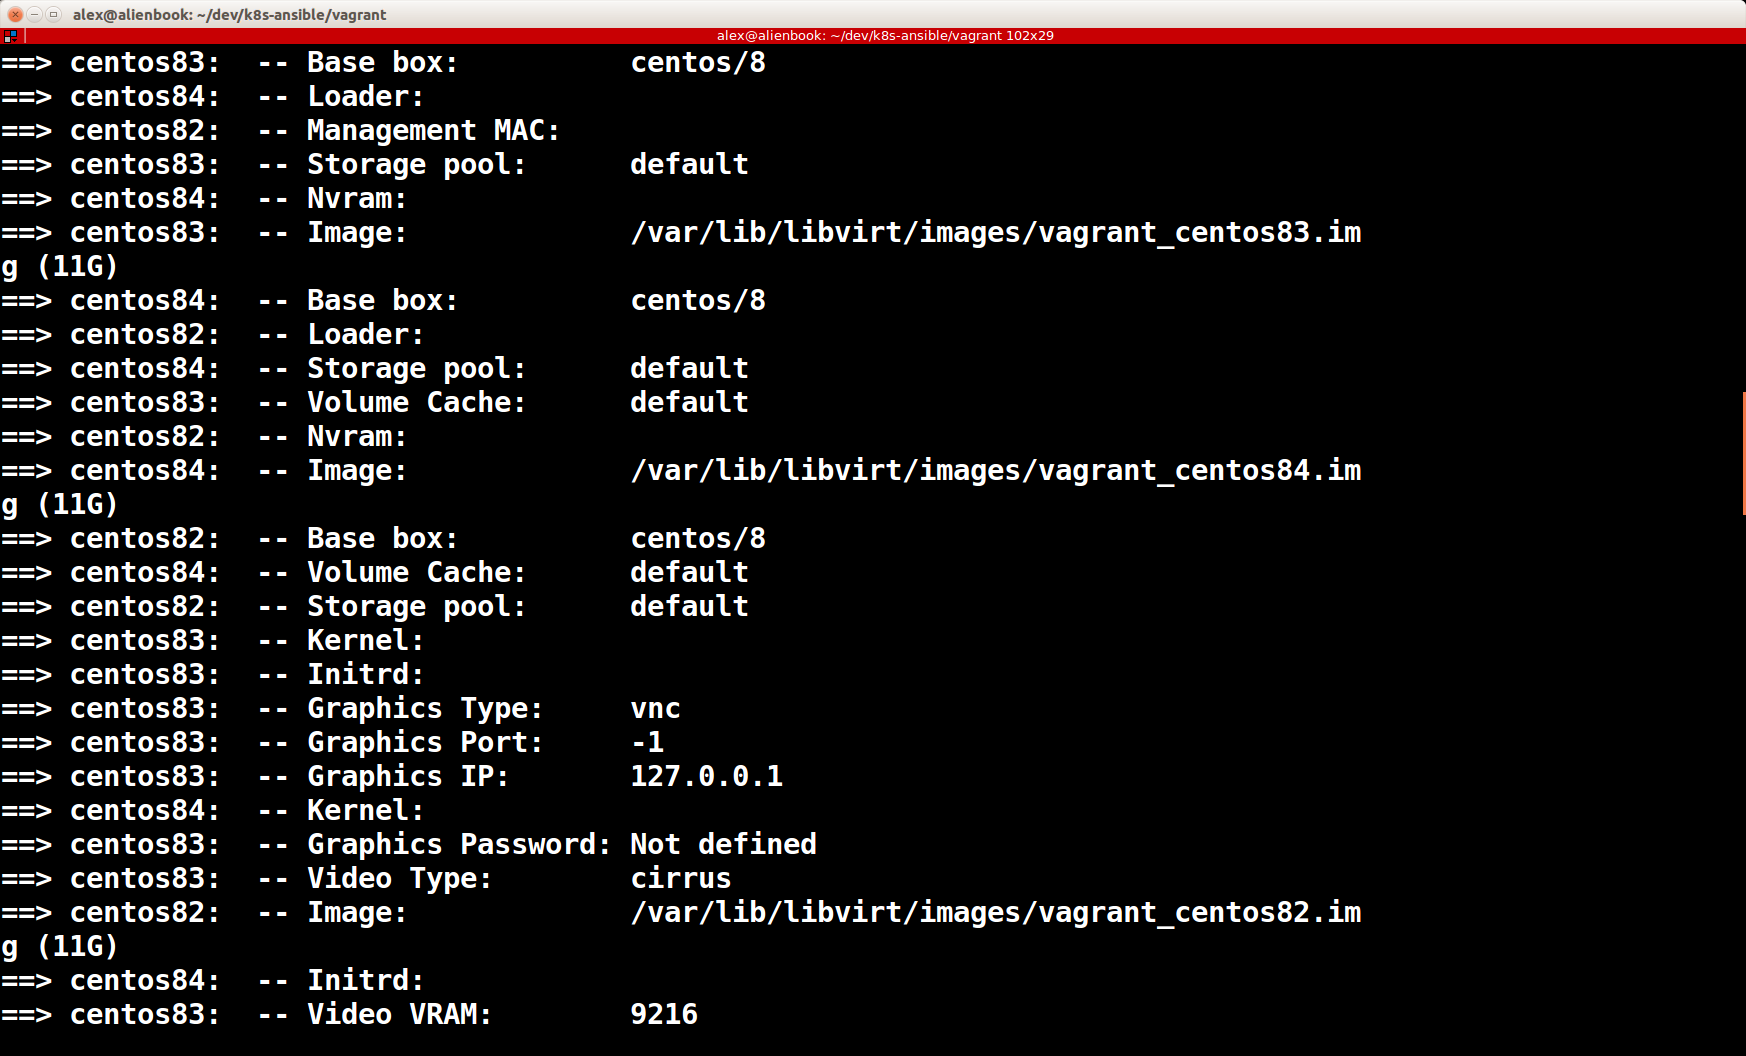 alex@alienbook: ~/dev/k8s-ansible/vagrant
alex@alienbook: ~/dev/k8s-ansible/vagrant 102x29
==> centos83:  -- Base box:          centos/8
==> centos84:  -- Loader:
==> centos82:  -- Management MAC:
==> centos83:  -- Storage pool:      default
==> centos84:  -- Nvram:
==> centos83:  -- Image:             /var/lib/libvirt/images/vagrant_centos83.im
g (11G)
==> centos84:  -- Base box:          centos/8
==> centos82:  -- Loader:
==> centos84:  -- Storage pool:      default
==> centos83:  -- Volume Cache:      default
==> centos82:  -- Nvram:
==> centos84:  -- Image:             /var/lib/libvirt/images/vagrant_centos84.im
g (11G)
==> centos82:  -- Base box:          centos/8
==> centos84:  -- Volume Cache:      default
==> centos82:  -- Storage pool:      default
==> centos83:  -- Kernel:
==> centos83:  -- Initrd:
==> centos83:  -- Graphics Type:     vnc
==> centos83:  -- Graphics Port:     -1
==> centos83:  -- Graphics IP:       127.0.0.1
==> centos84:  -- Kernel:
==> centos83:  -- Graphics Password: Not defined
==> centos83:  -- Video Type:        cirrus
==> centos82:  -- Image:             /var/lib/libvirt/images/vagrant_centos82.im
g (11G)
==> centos84:  -- Initrd:
==> centos83:  -- Video VRAM:        9216